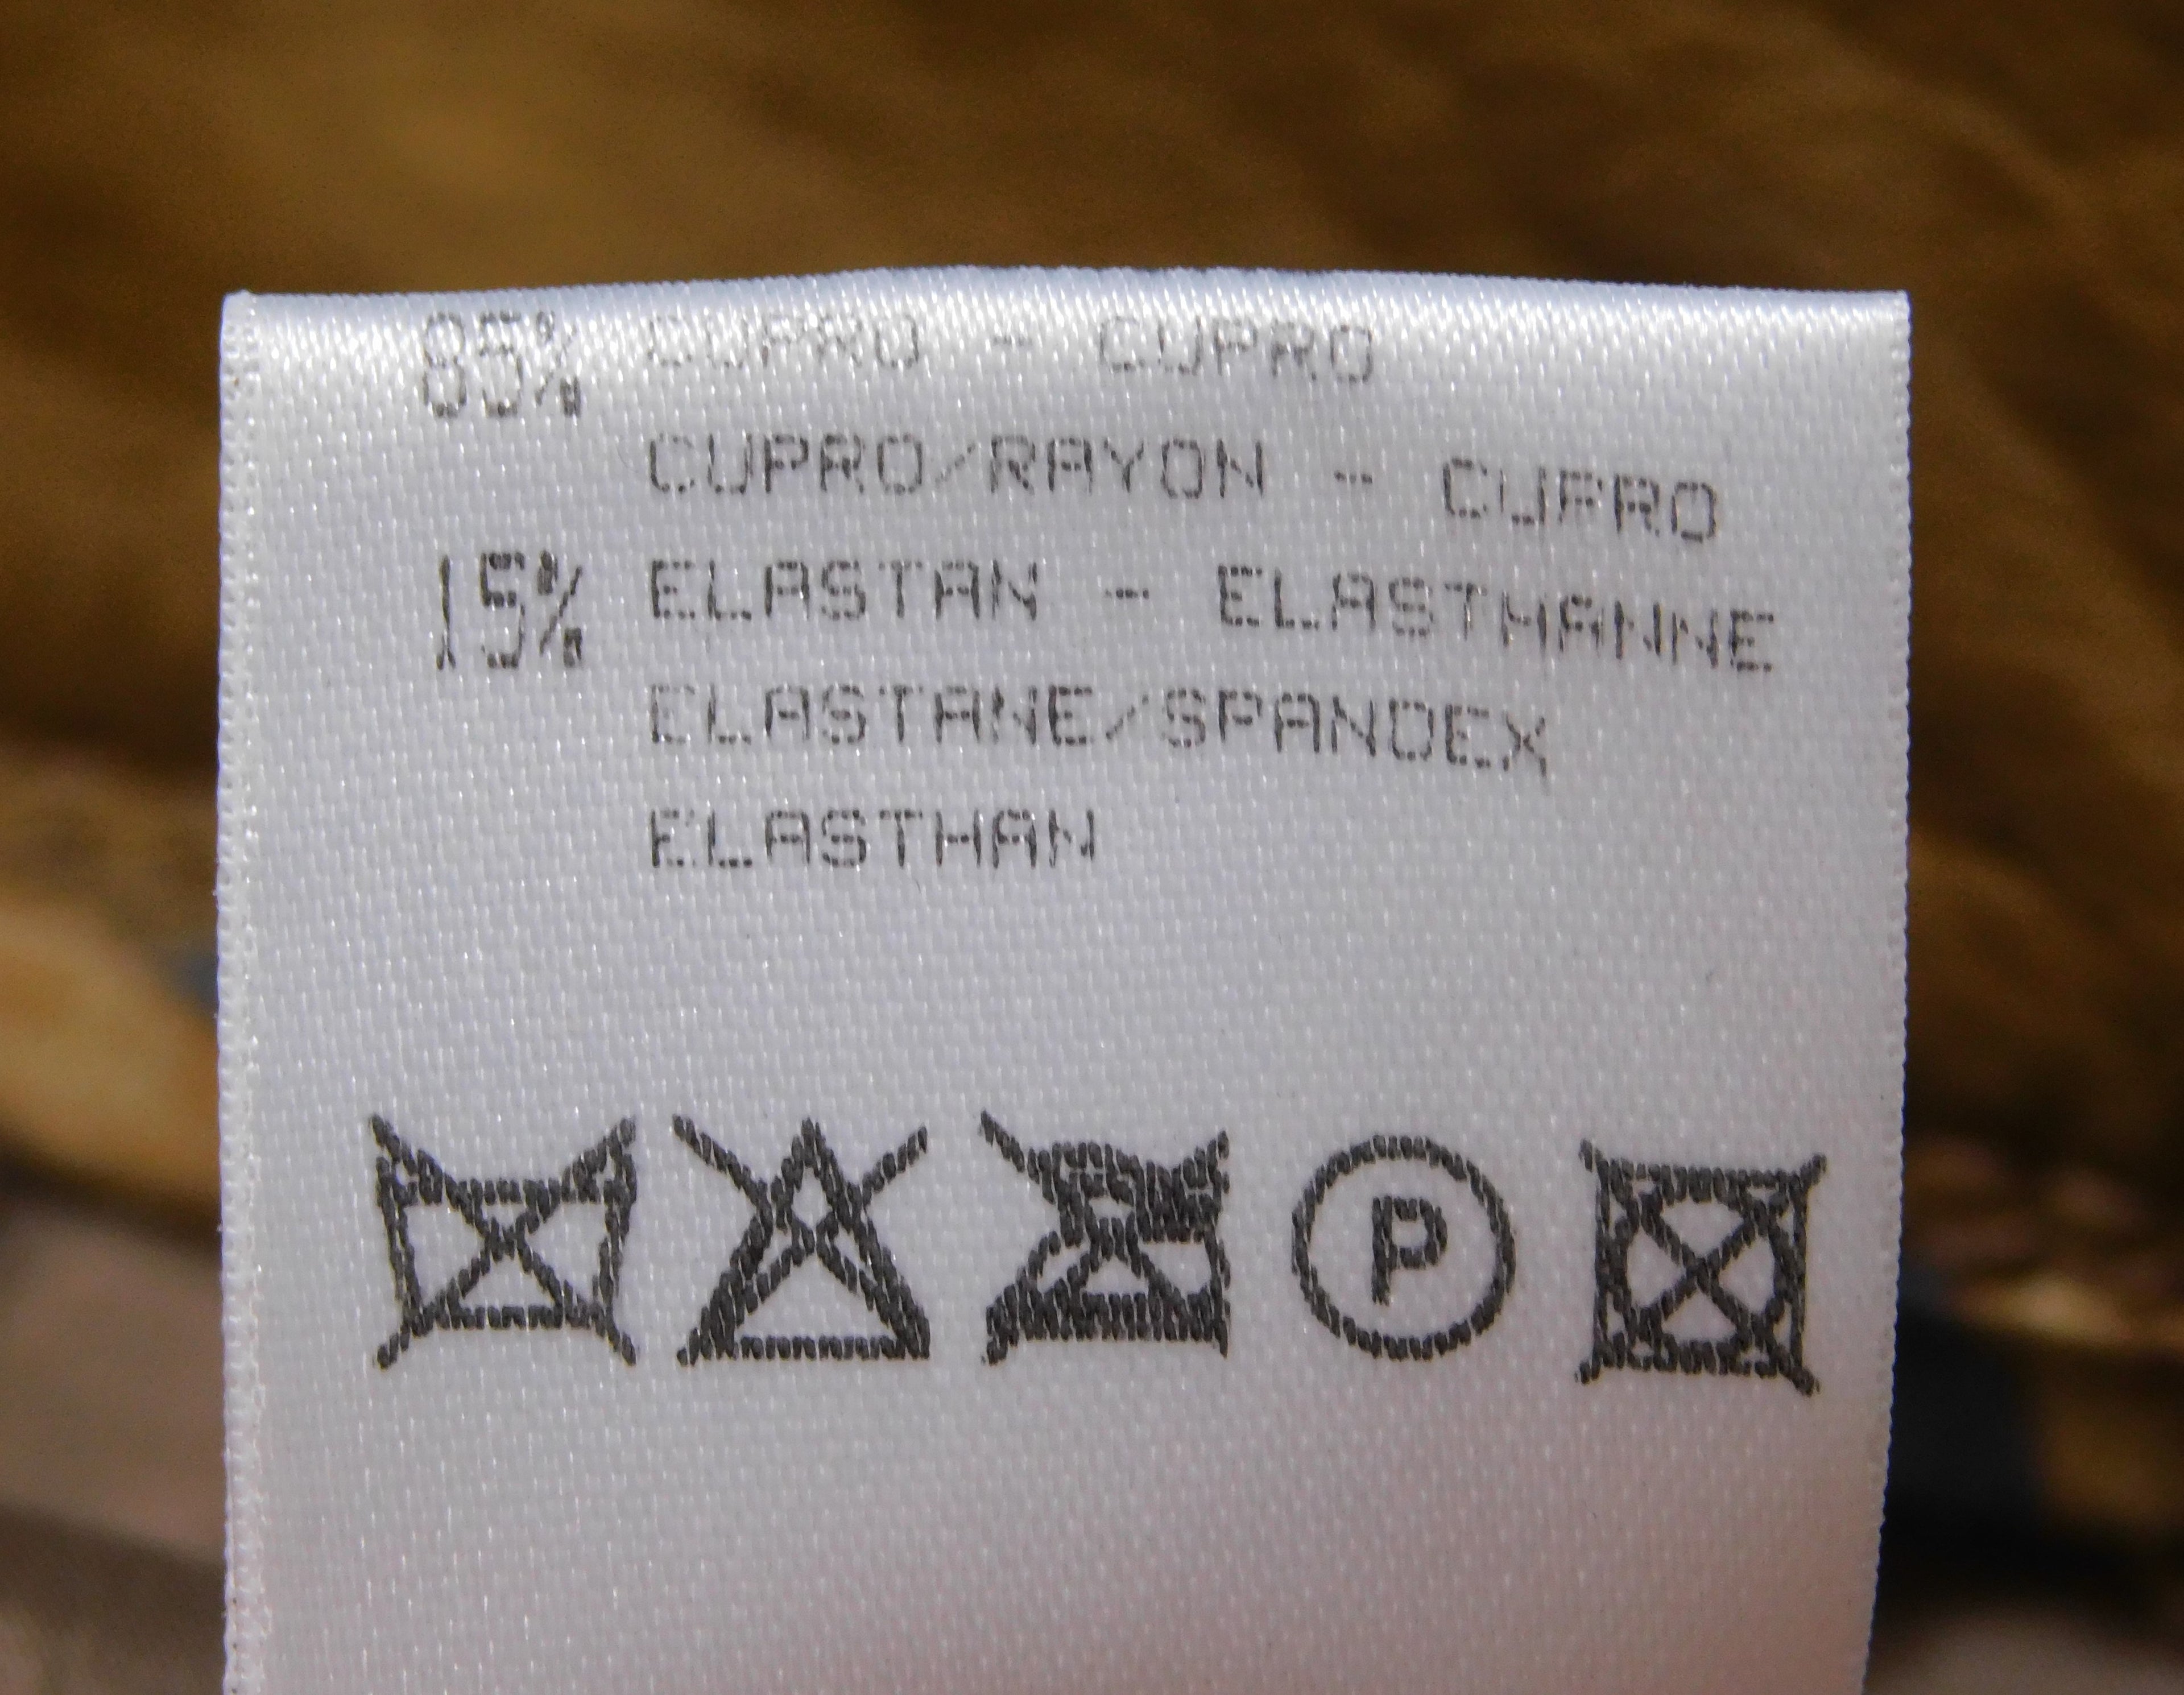 85% CUPRO - CUPRO
CUPRO/RAYON - CUPRO
15% ELASTAN - ELASTHANNE
ELASTANE/SPANDEX
ELASTHAN
P